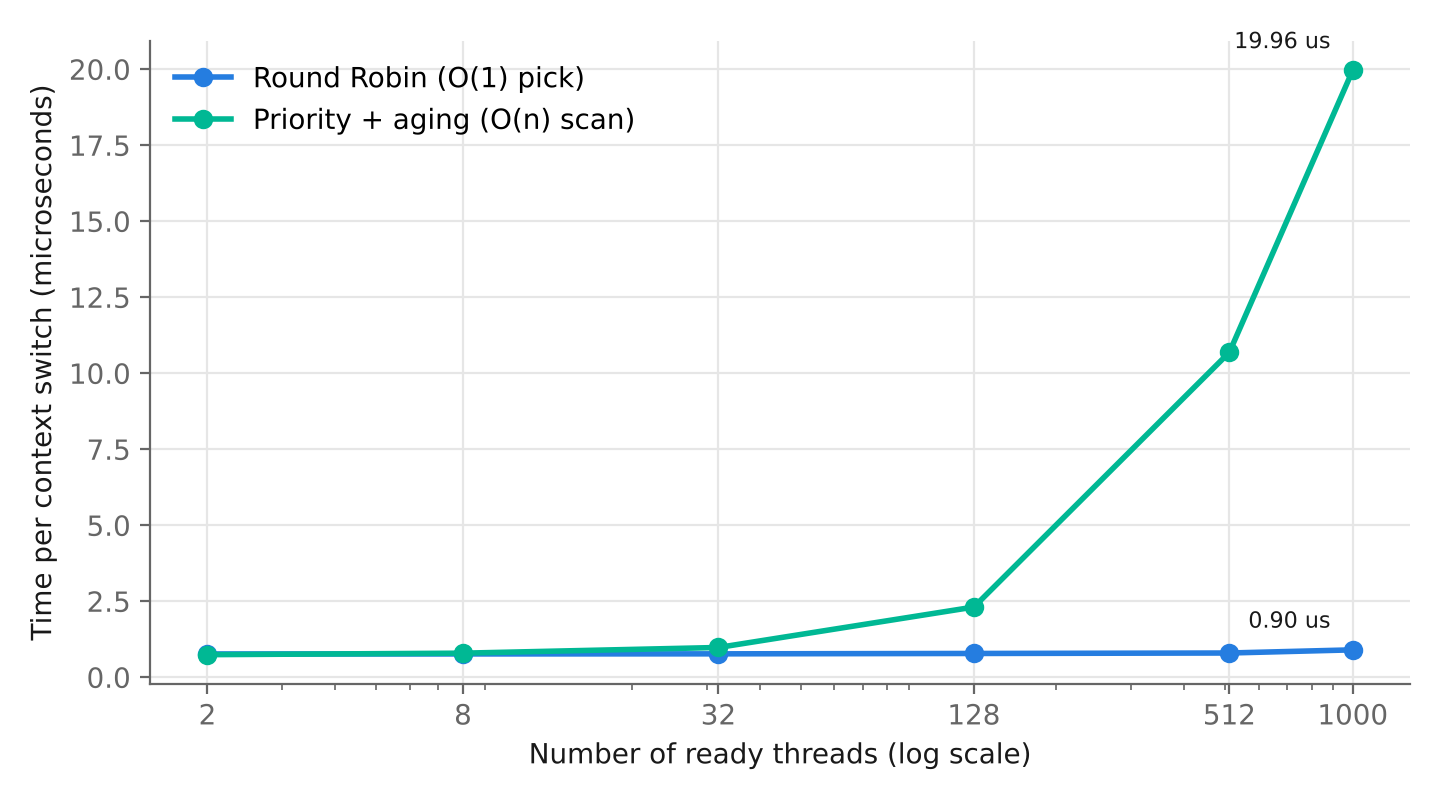 19.96 us
Round Robin (O(1) pick)
Priority + aging (O(n) scan)
Time per context switch (microseconds)
20.0
17.5
15.0
12.5
10.0
7.5
5.0
2.5
0.0
0.90 us
2 8 32 128 512 1000
Number of ready threads (log scale)